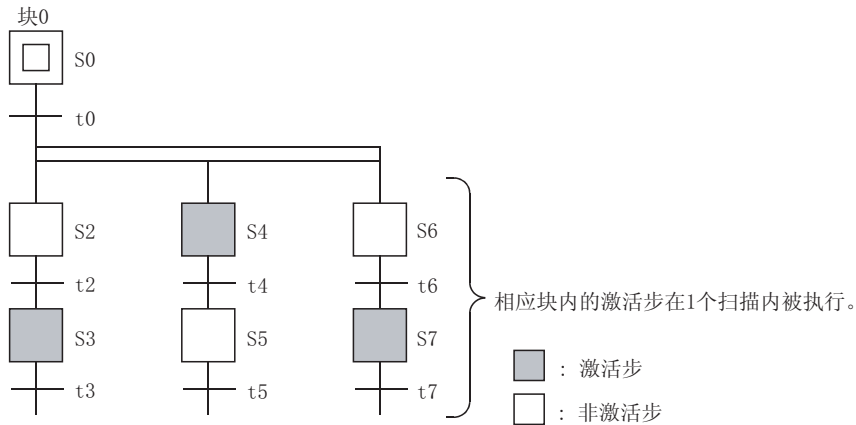 块0
S0
t0
S2 S4 S6
t2 t4 t6
相应块内的激活步在1个扫描内被执行。
S3 S5 S7
：激活步
t3 t5 t7
：非激活步